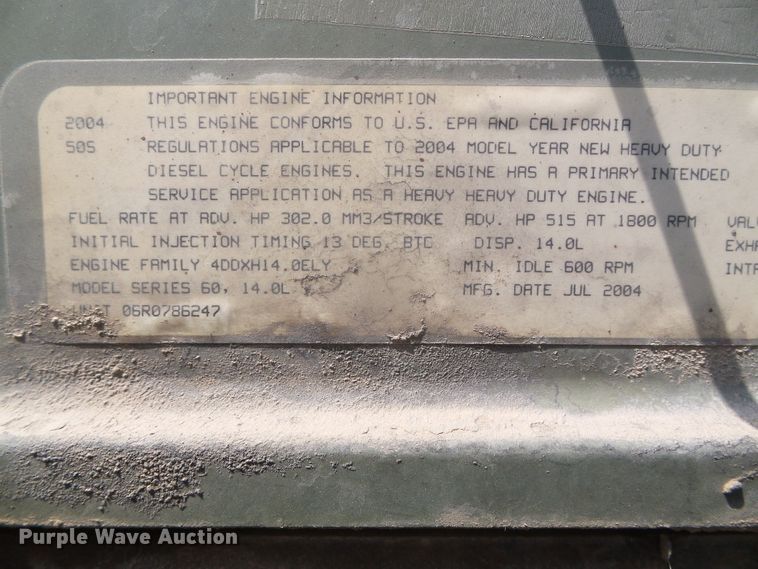 IMPORTANT ENGINE INFORMATION
2004 THIS ENGINE CONFORMS TO U.S. EPA AND CALIFORNIA
505 REGULATIONS APPLICABLE TO 2004 MODEL YEAR NEW HEAVY DUTY
DIESEL CYCLE ENGINES. THIS ENGINE HAS A PRIMARY INTENDED
SERVICE APPLICATION AS A HEAVY HEAVY DUTY ENGINE.
FUEL RATE AT ADV. HP 302.0 MM3/STROKE ADV. HP 515 AT 1800 RPM VAL
INITIAL INJECTION TIMING 13 DEG. BTC DISP. 14.0L EXH
ENGINE FAMILY 4DDXH14.0ELY MIN. IDLE 600 RPM INT
MODEL SERIES 60, 14.0L MFG. DATE JUL 2004
UNIT 06R0786247
Purple Wave Auction